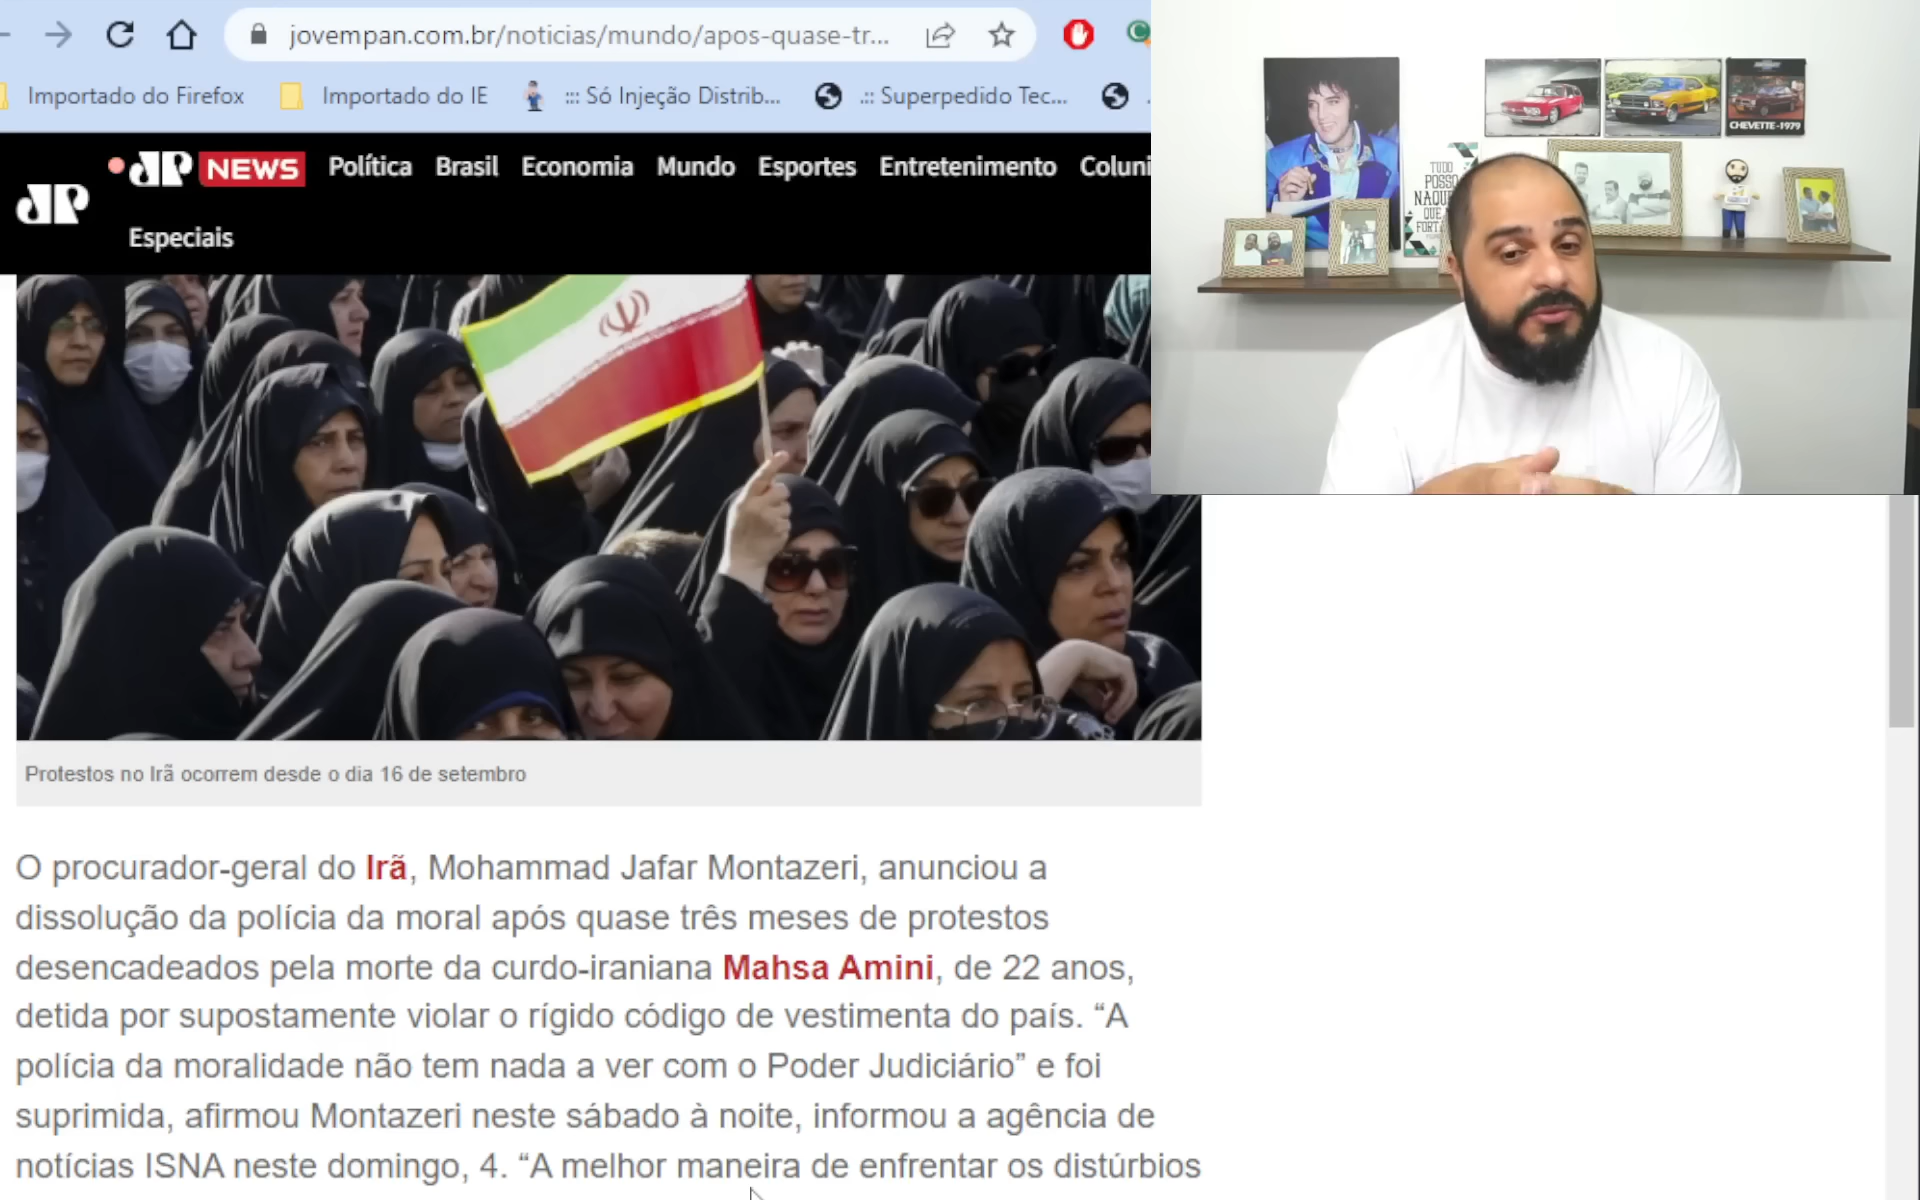 jovempan.com.br/noticias/mundo/apos-quase-tr...
Importado do Firefox
Importado do IE
::: Só Injeção Distrib...
.:: Superpedido Tec...
JP
JP NEWS
Política
Brasil
Economia
Mundo
Esportes
Entretenimento
Coluni
Especiais
CHEVETTE-1979
TUDO
POSSO
NAQUE
QUE
FORT
Protestos no Irã ocorrem desde o dia 16 de setembro
O procurador-geral do Irã, Mohammad Jafar Montazeri, anunciou a
dissolução da polícia da moral após quase três meses de protestos
desencadeados pela morte da curdo-iraniana Mahsa Amini, de 22 anos,
detida por supostamente violar o rígido código de vestimenta do país. “A
polícia da moralidade não tem nada a ver com o Poder Judiciário” e foi
suprimida, afirmou Montazeri neste sábado à noite, informou a agência de
notícias ISNA neste domingo, 4. “A melhor maneira de enfrentar os distúrbios